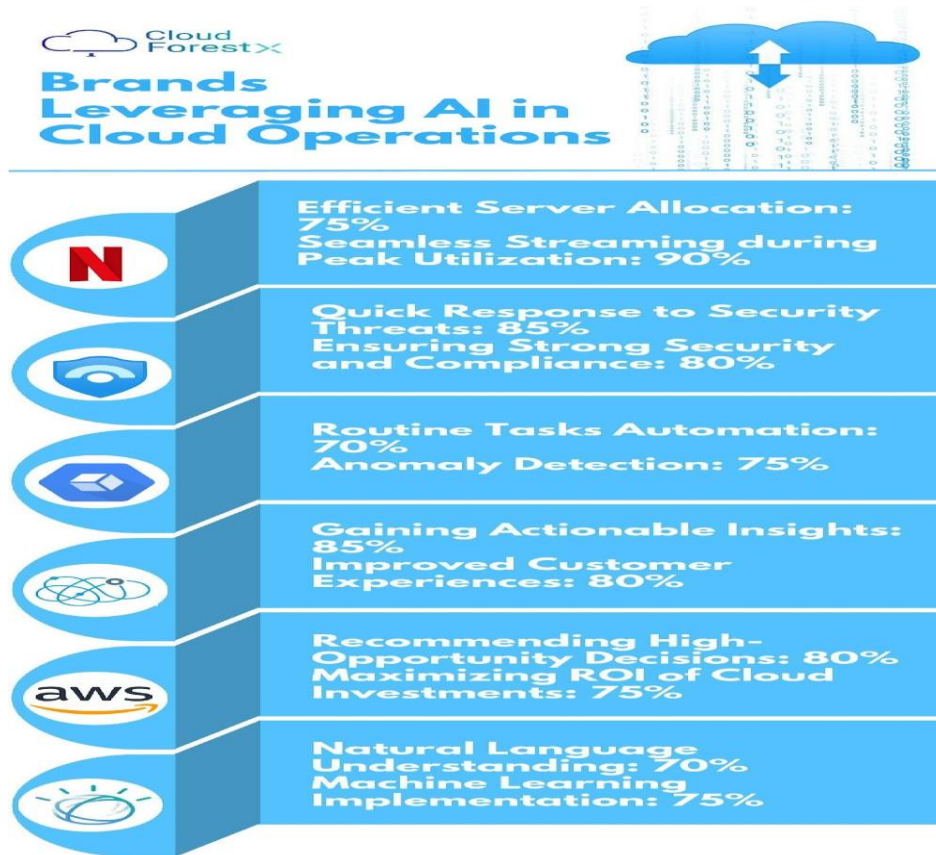 Cloud
ForestX
Brands
Leveraging AI in
Cloud Operations
Efficient Server Allocation:
75%
Seamless Streaming during
Peak Utilization: 90%
N
Quick Response to Security
Threats: 85%
Ensuring Strong Security
and Compliance: 80%
Routine Tasks Automation:
70%
Anomaly Detection: 75%
Gaining Actionable Insights:
85%
Improved Customer
Experiences: 80%
Recommending High-
Opportunity Decisions: 80%
Maximizing ROI of Cloud
Investments: 75%
aws
Natural Language
Understanding: 70%
Machine Learning
Implementation: 75%